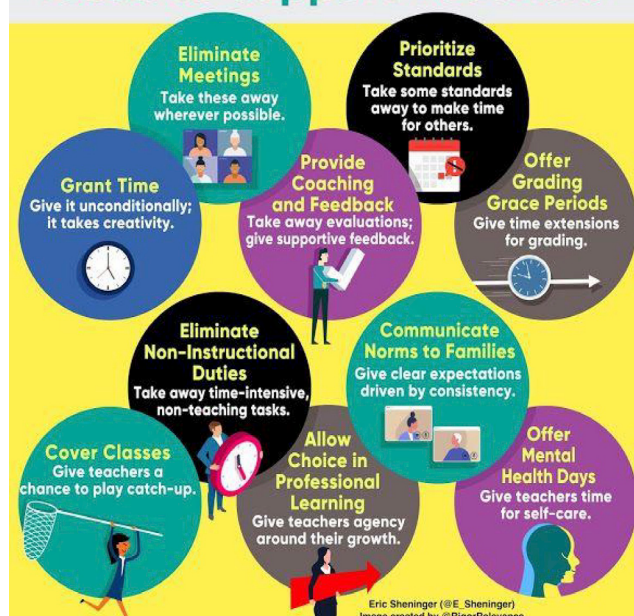 Eliminate
Meetings
Take these away
wherever possible.
Prioritize
Standards
Take some standards
away to make time
for others.
Grant Time
Give it unconditionally;
it takes creativity.
Provide
Coaching
and Feedback
Take away evaluations;
give supportive feedback.
Offer
Grading
Grace Periods
Give time extensions
for grading.
Eliminate
Non-Instructional
Duties
Take away time-intensive,
non-teaching tasks.
Communicate
Norms to Families
Give clear expectations
driven by consistency.
Cover Classes
Give teachers a
chance to play catch-up.
Allow
Choice in
Professional
Learning
Give teachers agency
around their growth.
Offer
Mental
Health Days
Give teachers time
for self-care.
Eric Sheninger (@E_Sheninger)
Image created by @RigorRelevance